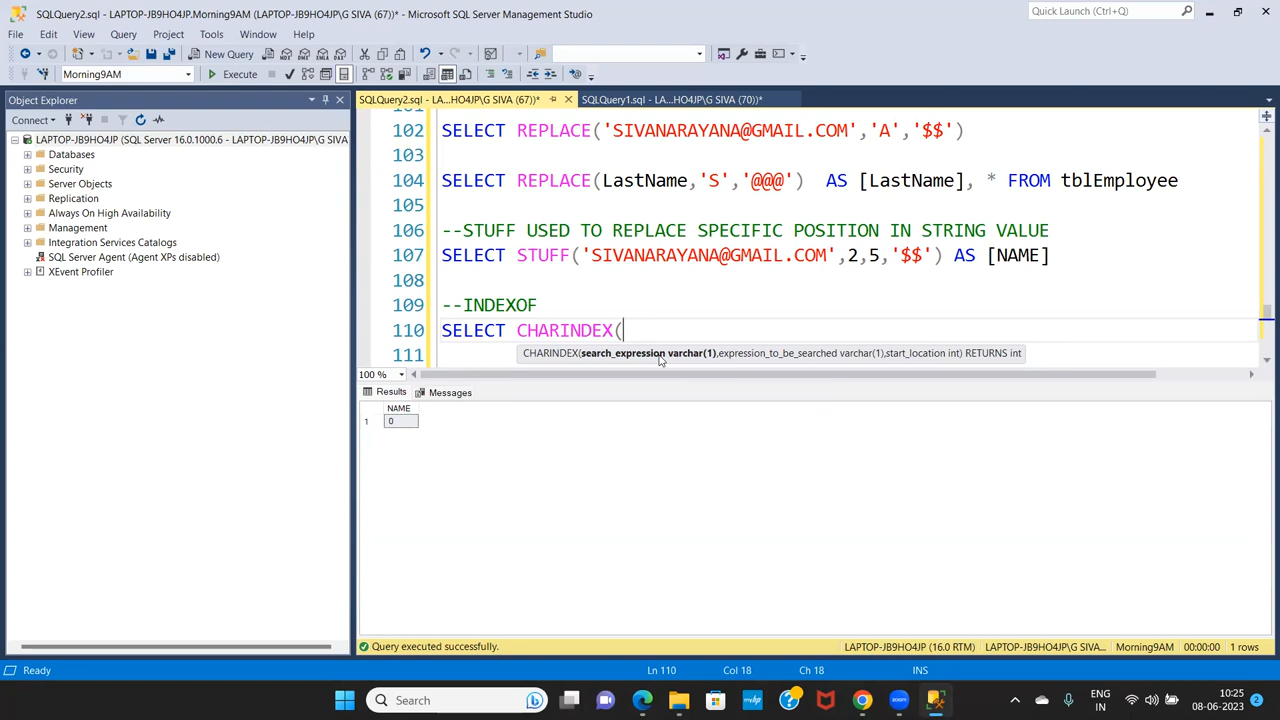 SQLQuery2.sql - LAPTOP-JB9HO4JP.Morning9AM (LAPTOP-JB9HO4JP\G SIVA (67))* - Microsoft SQL Server Management Studio
Quick Launch (Ctrl+Q)
File Edit View Query Project Tools Window Help
New Query
Morning9AM
Execute
Object Explorer
SQLQuery2.sql - LA...HO4JP\G SIVA (67))*
SQLQuery1.sql - LA...HO4JP\G SIVA (70))*
Connect
LAPTOP-JB9HO4JP (SQL Server 16.0.1000.6 - LAPTOP-JB9HO4JP\G SIVA
Databases
Security
Server Objects
Replication
Always On High Availability
Management
Integration Services Catalogs
SQL Server Agent (Agent XPs disabled)
XEvent Profiler
102 SELECT REPLACE('SIVANARAYANA@GMAIL.COM','A','$$')
103
104 SELECT REPLACE(LastName,'S','@@@') AS [LastName], * FROM tblEmployee
105
106 --STUFF USED TO REPLACE SPECIFIC POSITION IN STRING VALUE
107 SELECT STUFF('SIVANARAYANA@GMAIL.COM',2,5,'$$') AS [NAME]
108
109 --INDEXOF
110 SELECT CHARINDEX(
111 CHARINDEX(search_expression varchar(1),expression_to_be_searched varchar(1),start_location int) RETURNS int
100 %
Results Messages
NAME
1 0
Query executed successfully.
LAPTOP-JB9HO4JP (16.0 RTM) LAPTOP-JB9HO4JP\G SIVA... Morning9AM 00:00:00 1 rows
Ready
Ln 110 Col 18 Ch 18 INS
Search
ENG
IN
10:25
08-06-2023
2